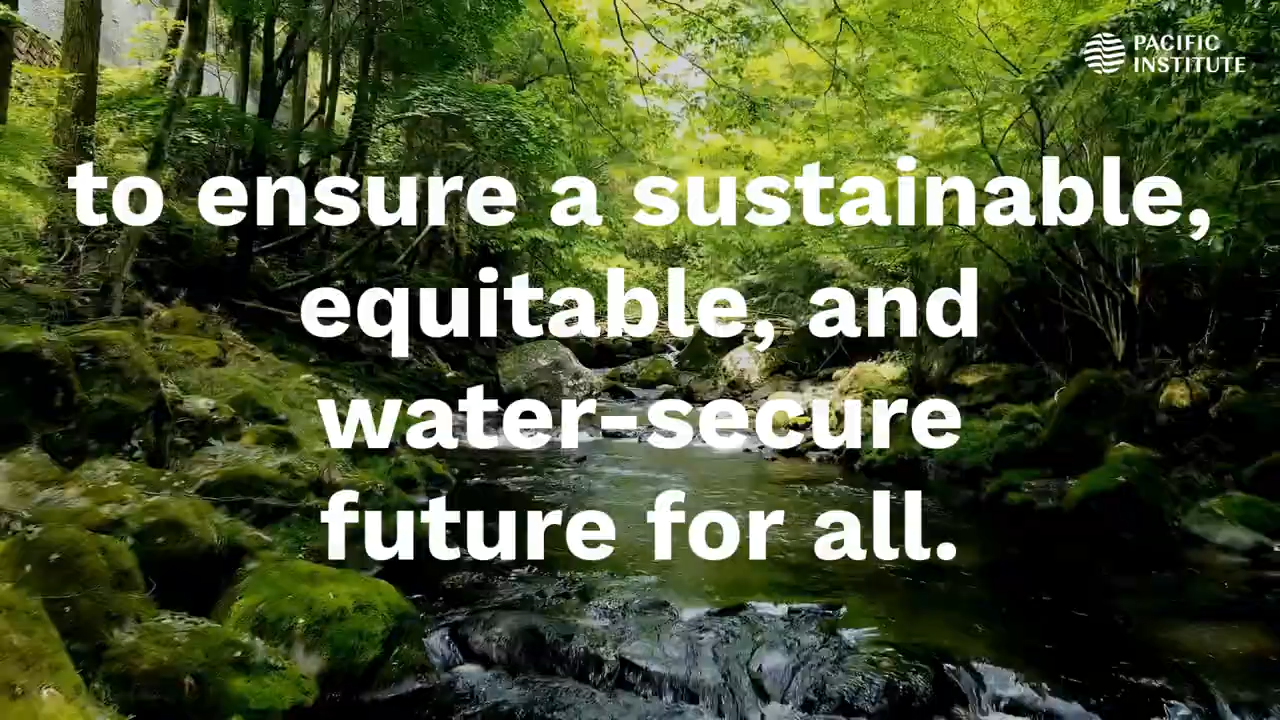 PACIFIC
INSTITUTE
to ensure a sustainable,
equitable, and
water-secure
future for all.